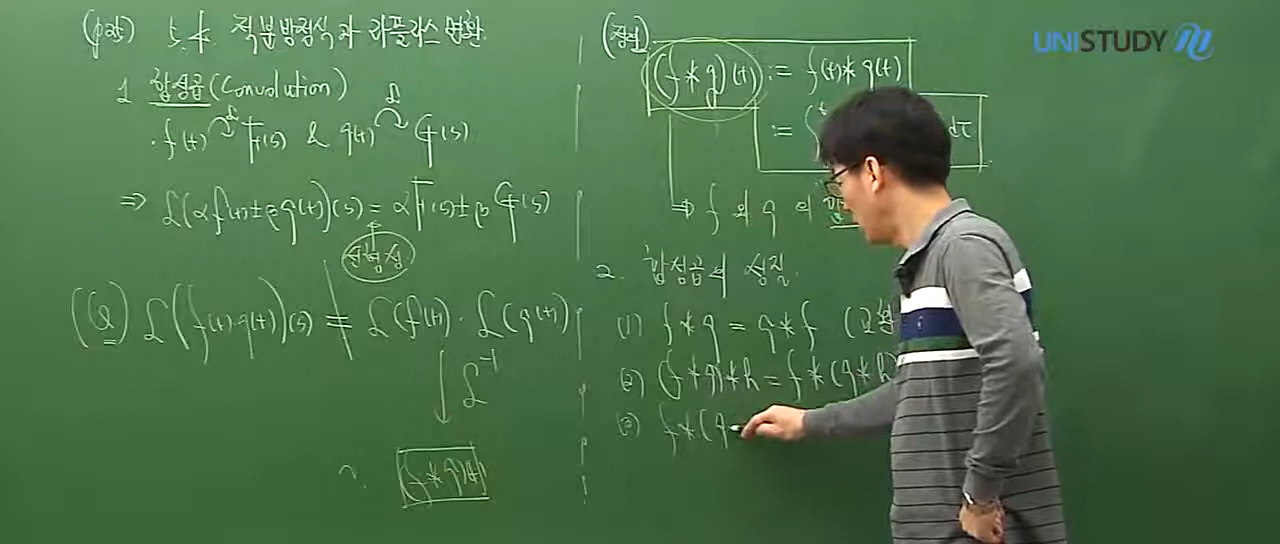 적분방정식과 라플라스 변환
1 합성곱 (Convolution)
· f(t) ℒ F(s) & g(t) ℒ G(s)
⇒ ℒ(αf(t)±βg(t))(s) = αF(s)±βG(s)
선형성
(Q) ℒ(f(t)·g(t))(s) ≠ ℒ(f(t))·ℒ(g(t))
↓ ℒ⁻¹
(f*g)(t)
(정의)
(f*g)(t) := f(t)*g(t)
:= ∫ dτ
⇒ f 와 g 의
2. 합성곱의 성질
(1) f*g = g*f
(2) (f*g)*h = f*(g*h)
(3) f*(g
UNISTUDY